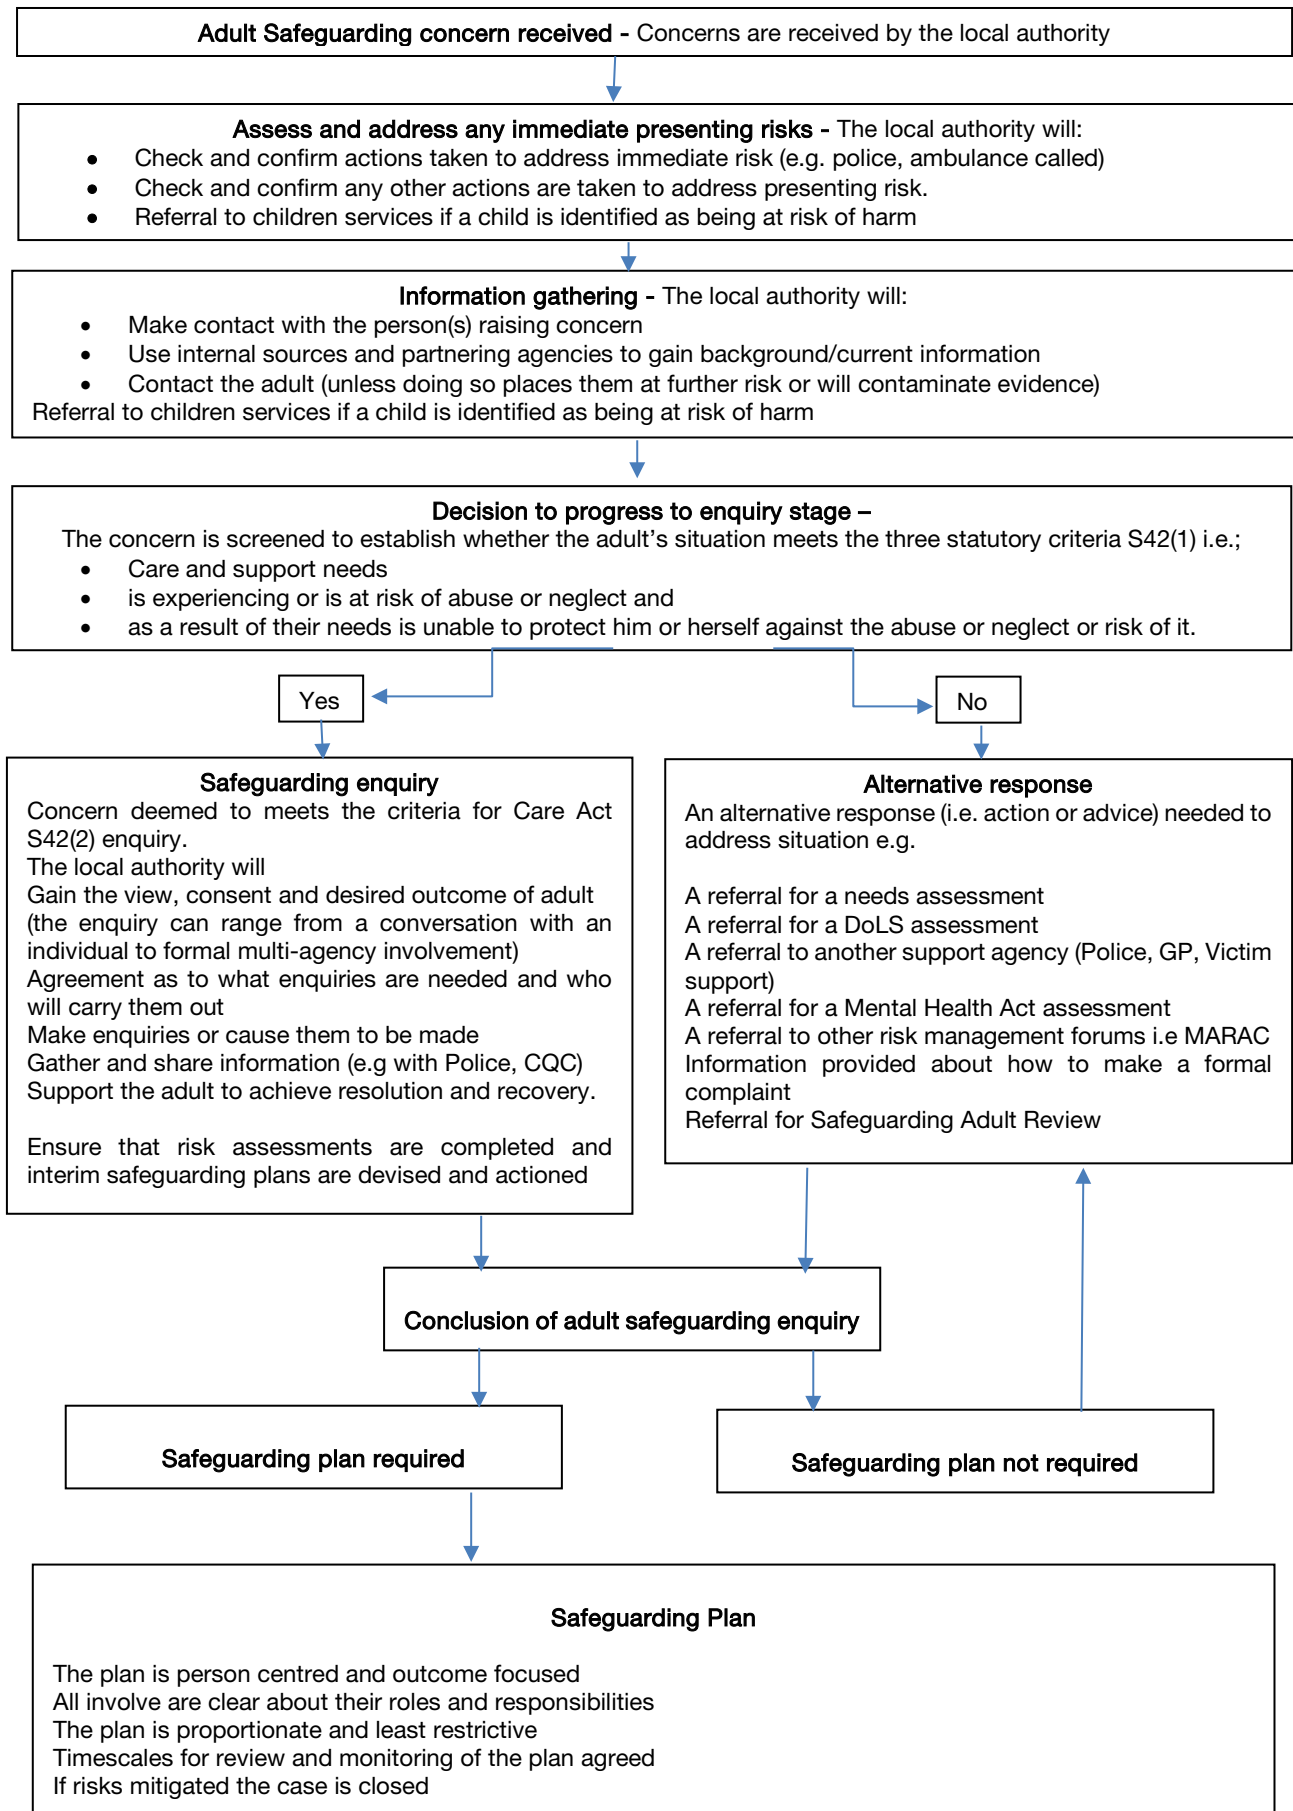 Adult Safeguarding concern received - Concerns are received by the local authority
Assess and address any immediate presenting risks - The local authority will:
● Check and confirm actions taken to address immediate risk (e.g. police, ambulance called)
● Check and confirm any other actions are taken to address presenting risk.
● Referral to children services if a child is identified as being at risk of harm
Information gathering - The local authority will:
• Make contact with the person(s) raising concern
• Use internal sources and partnering agencies to gain background/current information
• Contact the adult (unless doing so places them at further risk or will contaminate evidence)
Referral to children services if a child is identified as being at risk of harm
Decision to progress to enquiry stage –
The concern is screened to establish whether the adult's situation meets the three statutory criteria S42(1) i.e.;
• Care and support needs
• is experiencing or is at risk of abuse or neglect and
• as a result of their needs is unable to protect him or herself against the abuse or neglect or risk of it.
Yes
No
Safeguarding enquiry
Concern deemed to meets the criteria for Care Act
S42(2) enquiry.
The local authority will
Gain the view, consent and desired outcome of adult
(the enquiry can range from a conversation with an
individual to formal multi-agency involvement)
Agreement as to what enquiries are needed and who
will carry them out
Make enquiries or cause them to be made
Gather and share information (e.g with Police, CQC)
Support the adult to achieve resolution and recovery.
Ensure that risk assessments are completed and
interim safeguarding plans are devised and actioned
Alternative response
An alternative response (i.e. action or advice) needed to
address situation e.g.
A referral for a needs assessment
A referral for a DoLS assessment
A referral to another support agency (Police, GP, Victim
support)
A referral for a Mental Health Act assessment
A referral to other risk management forums i.e MARAC
Information provided about how to make a formal
complaint
Referral for Safeguarding Adult Review
Conclusion of adult safeguarding enquiry
Safeguarding plan required
Safeguarding plan not required
Safeguarding Plan
The plan is person centred and outcome focused
All involve are clear about their roles and responsibilities
The plan is proportionate and least restrictive
Timescales for review and monitoring of the plan agreed
If risks mitigated the case is closed